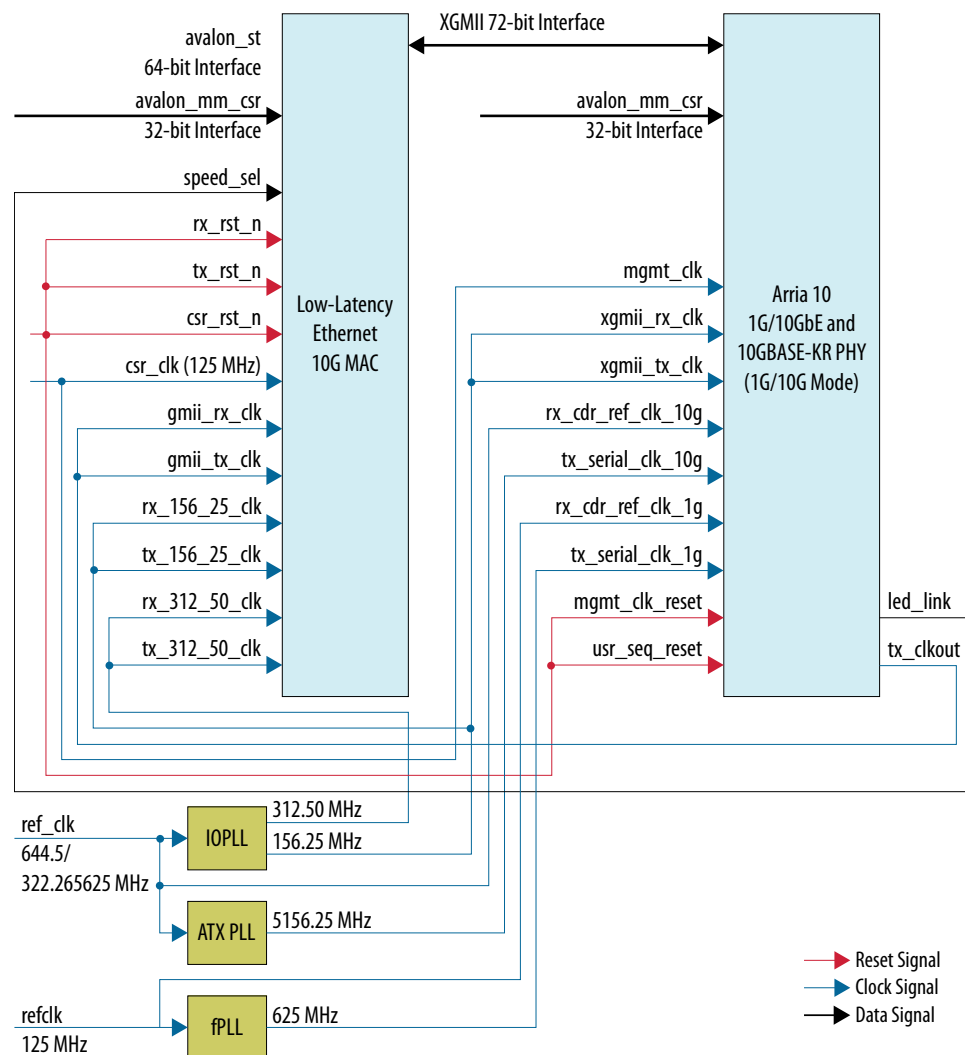 XGMII 72-bit Interface
avalon_st
64-bit Interface
avalon_mm_csr
32-bit Interface
speed_sel
rx_rst_n
tx_rst_n
csr_rst_n
csr_clk (125 MHz)
gmii_rx_clk
gmii_tx_clk
rx_156_25_clk
tx_156_25_clk
rx_312_50_clk
tx_312_50_clk
Low-Latency
Ethernet
10G MAC
avalon_mm_csr
32-bit Interface
mgmt_clk
xgmii_rx_clk
xgmii_tx_clk
rx_cdr_ref_clk_10g
tx_serial_clk_10g
rx_cdr_ref_clk_1g
tx_serial_clk_1g
mgmt_clk_reset
usr_seq_reset
Arria 10
1G/10GbE and
10GBASE-KR PHY
(1G/10G Mode)
led_link
tx_clkout
ref_clk
644.5/
322.265625 MHz
IOPLL
312.50 MHz
156.25 MHz
ATX PLL
5156.25 MHz
refclk
125 MHz
fPLL
625 MHz
Reset Signal
Clock Signal
Data Signal